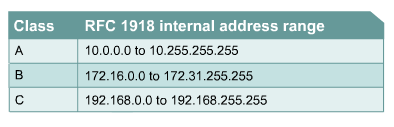 Class RFC 1918 internal address range
A 10.0.0.0 to 10.255.255.255
B 172.16.0.0 to 172.31.255.255
C 192.168.0.0 to 192.168.255.255